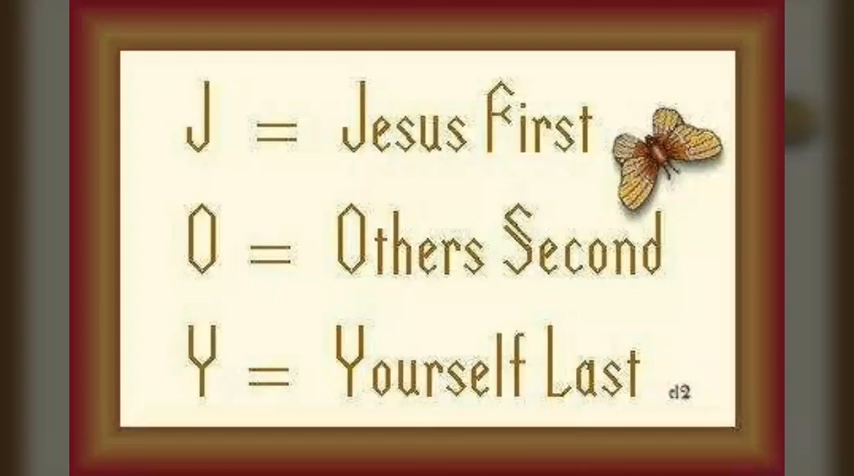 J = Jesus First
O = Others Second
Y = Yourself Last
d2